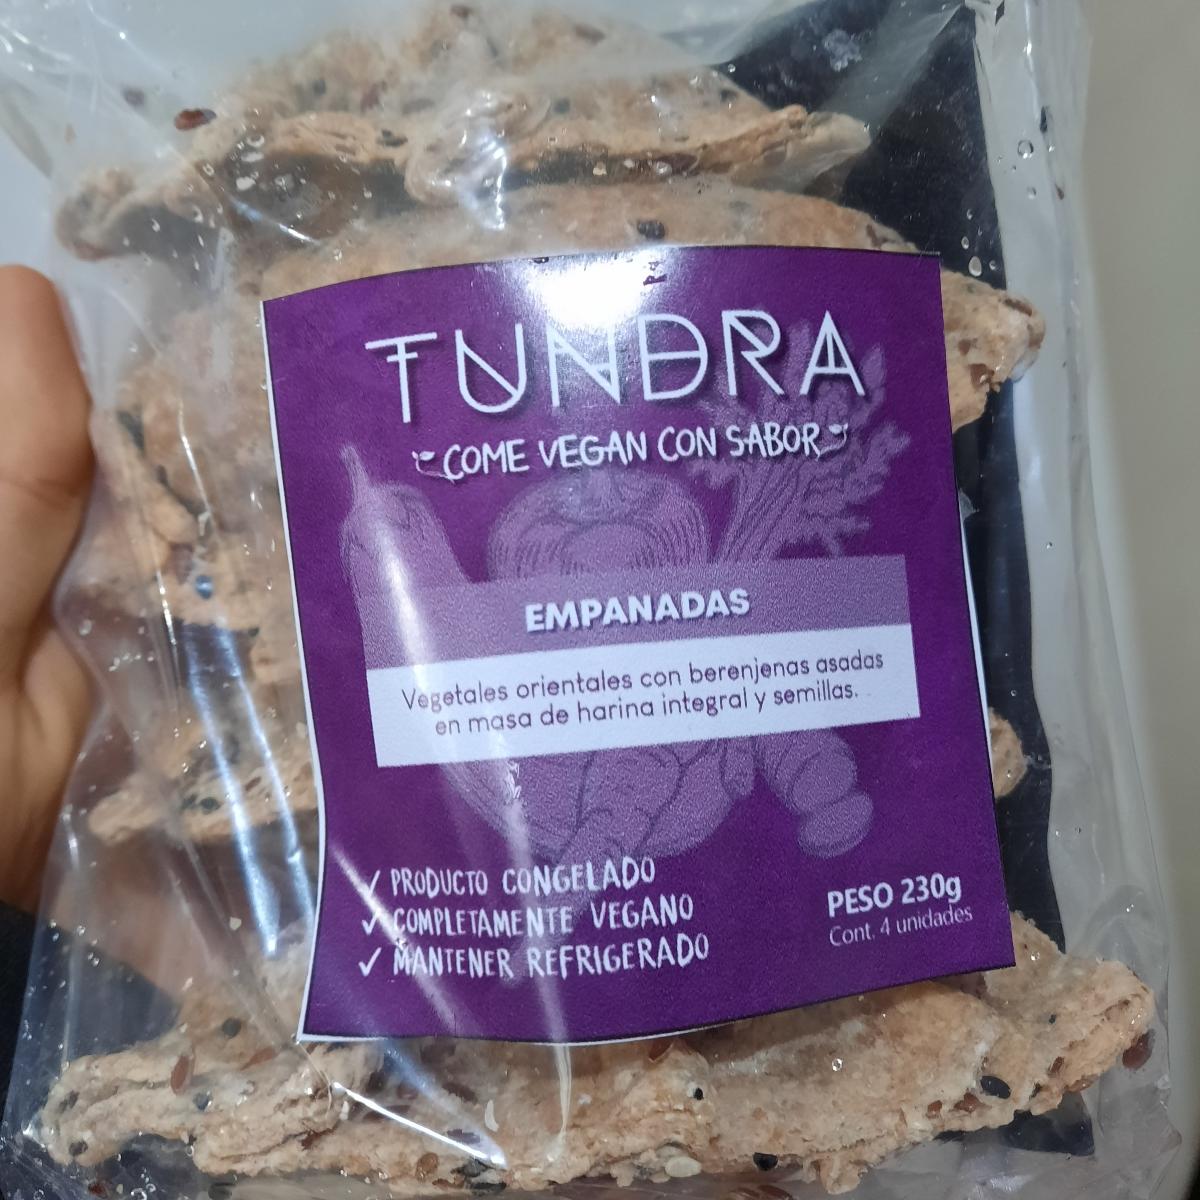 TUNDRA
COME VEGAN CON SABOR
EMPANADAS
Vegetales orientales con berenjenas asadas
en masa de harina integral y semillas.
✓ PRODUCTO CONGELADO
✓ COMPLETAMENTE VEGANO
✓ MANTENER REFRIGERADO
PESO 230g
Cont. 4 unidades